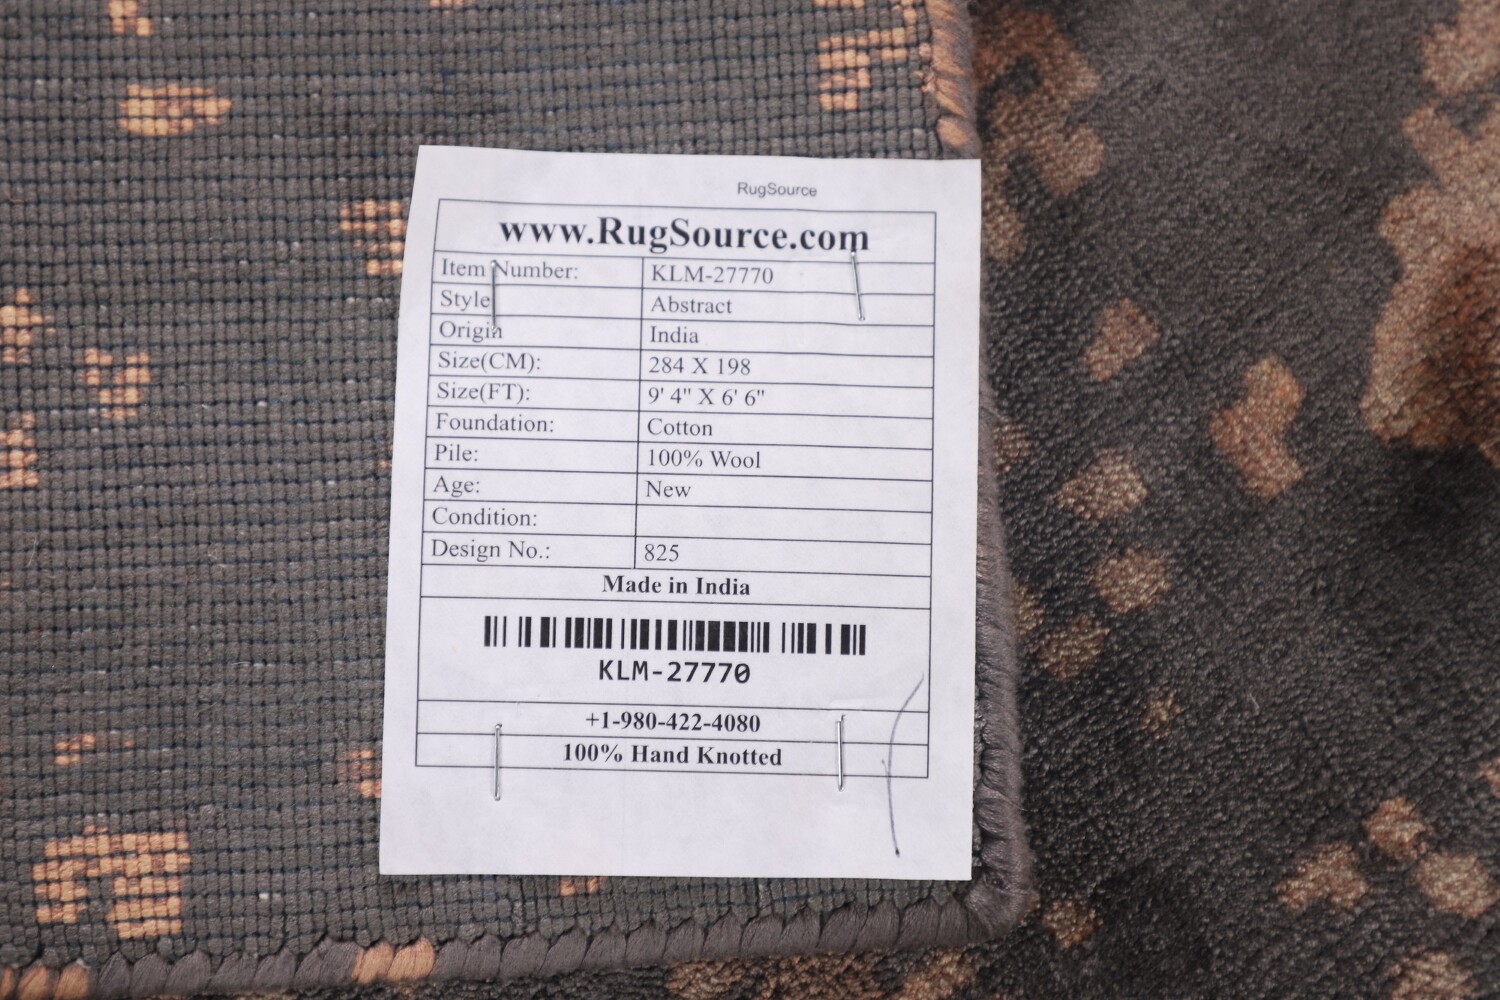 RugSource
www.RugSource.com
Item Number: KLM-27770
Style Abstract
Origin India
Size(CM): 284 X 198
Size(FT): 9' 4" X 6' 6"
Foundation: Cotton
Pile: 100% Wool
Age: New
Condition:
Design No.: 825
Made in India
KLM-27770
+1-980-422-4080
100% Hand Knotted